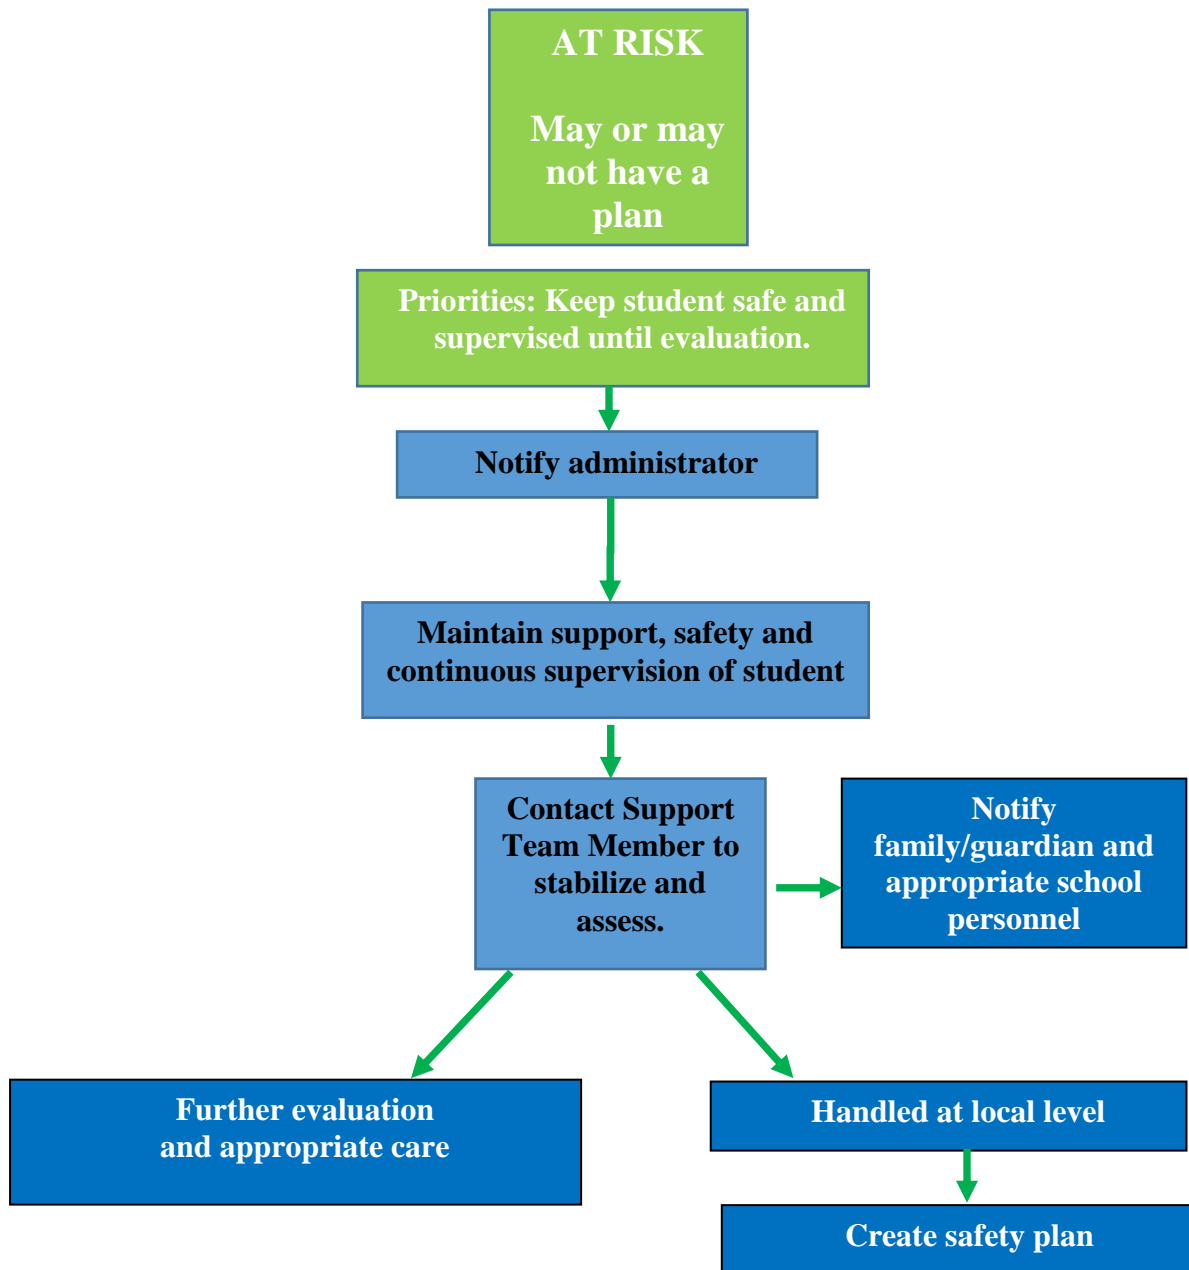 AT RISK
May or may
not have a
plan
Priorities: Keep student safe and
supervised until evaluation.
Notify administrator
Maintain support, safety and
continuous supervision of student
Contact Support
Team Member to
stabilize and
assess.
Notify
family/guardian and
appropriate school
personnel
Further evaluation
and appropriate care
Handled at local level
Create safety plan